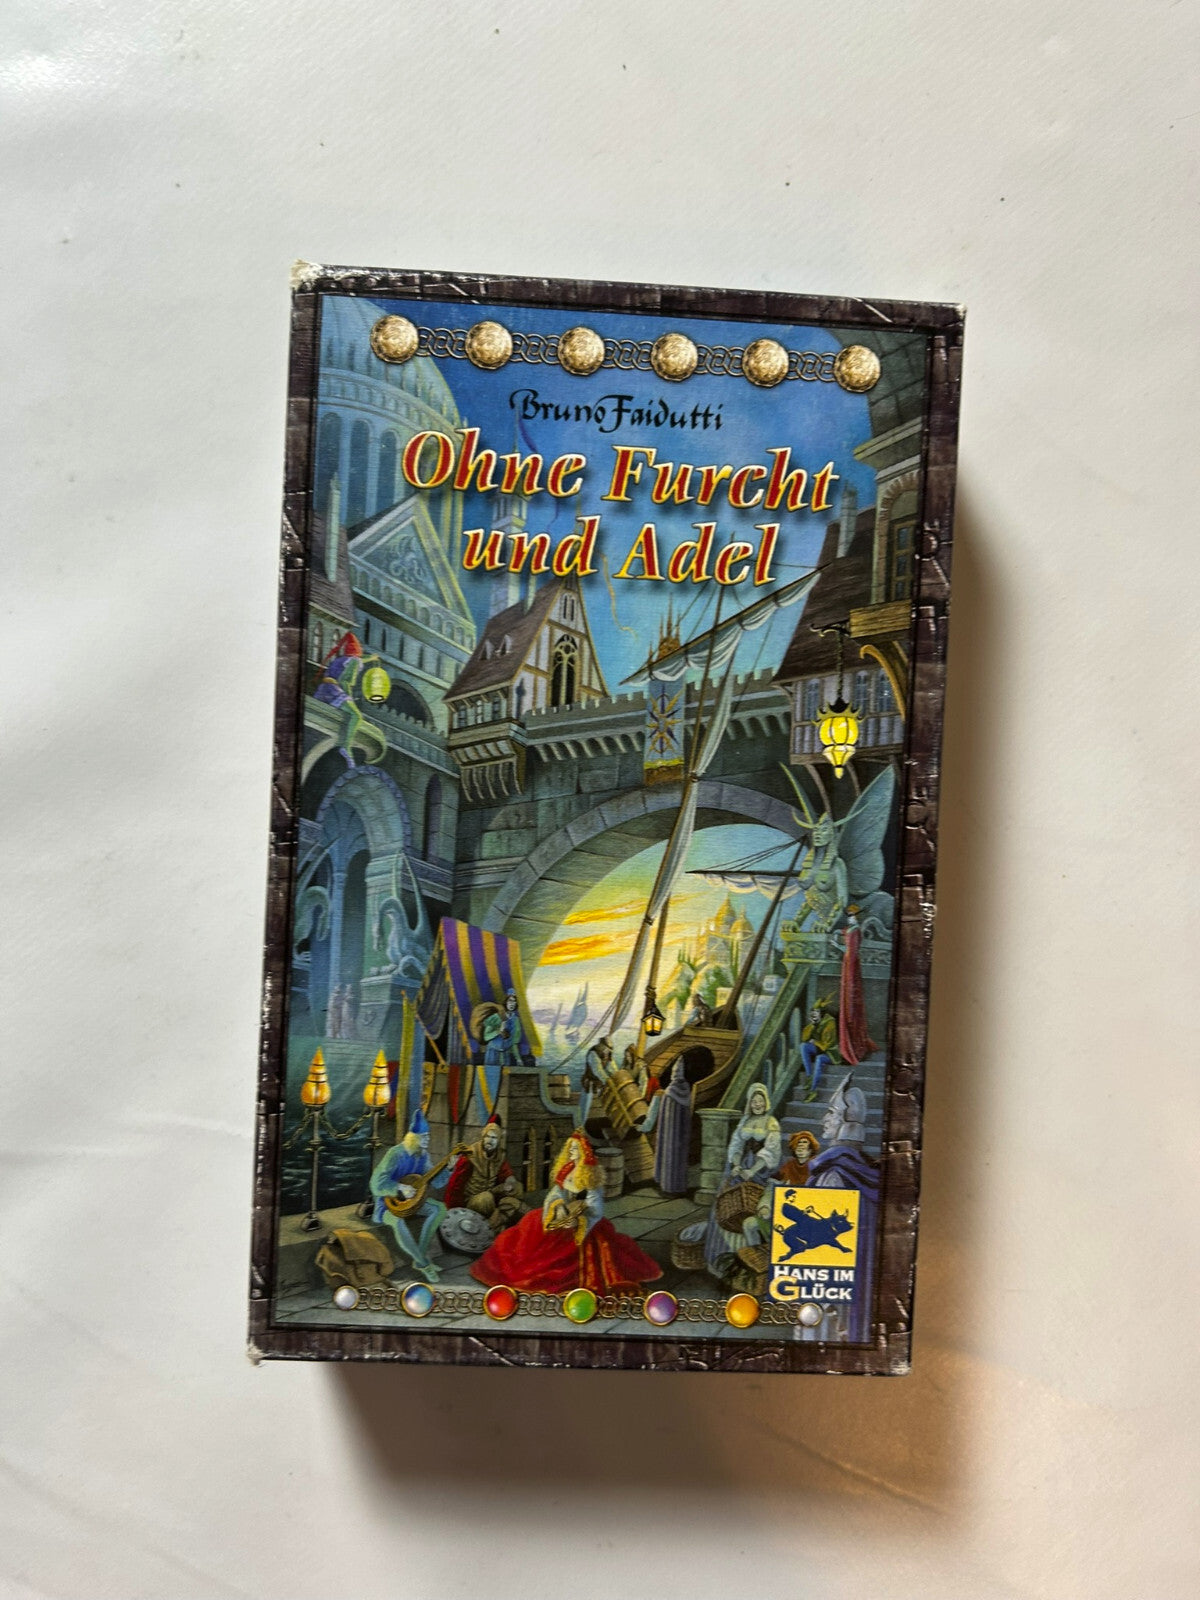 Bruno Faidutti
Ohne Furcht
und Adel
HANS IM
GLÜCK